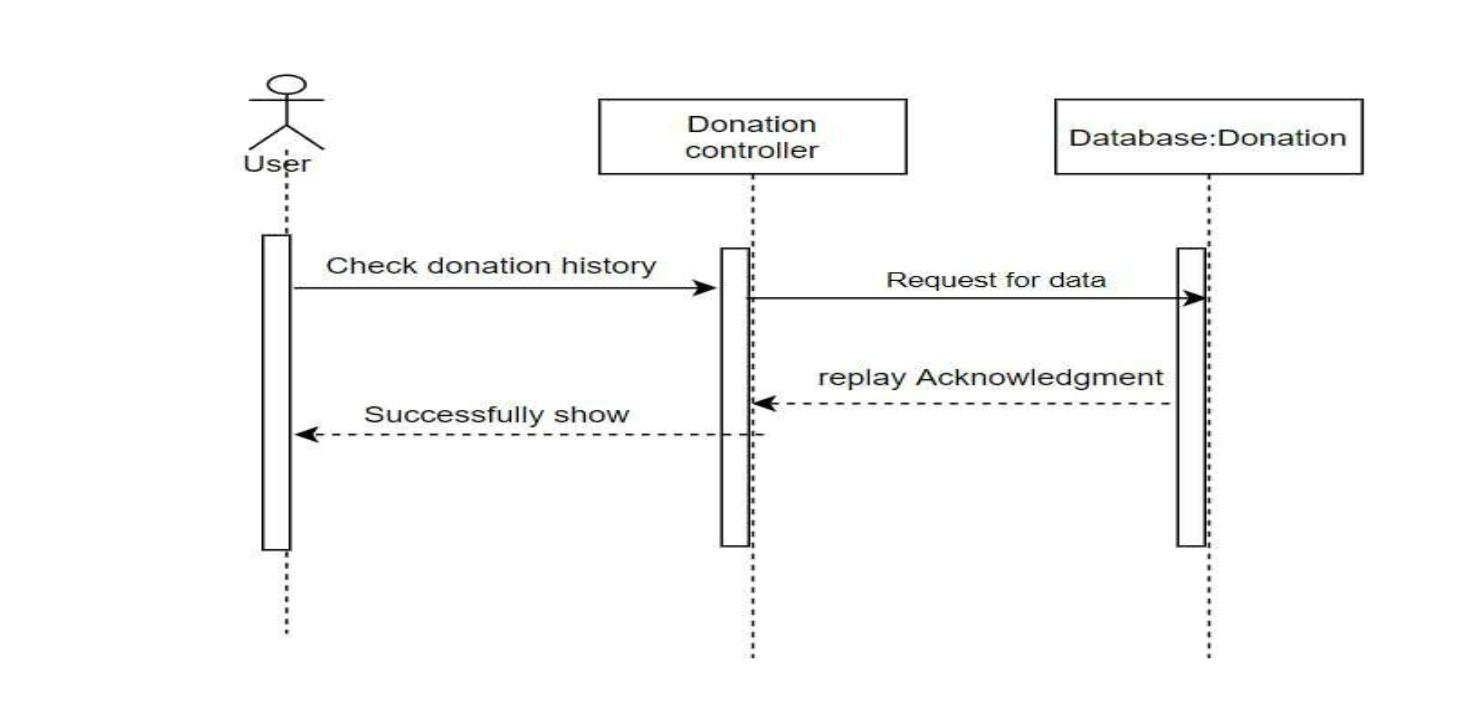 User
Donation
controller
Database:Donation
Check donation history
Request for data
replay Acknowledgment
Successfully show